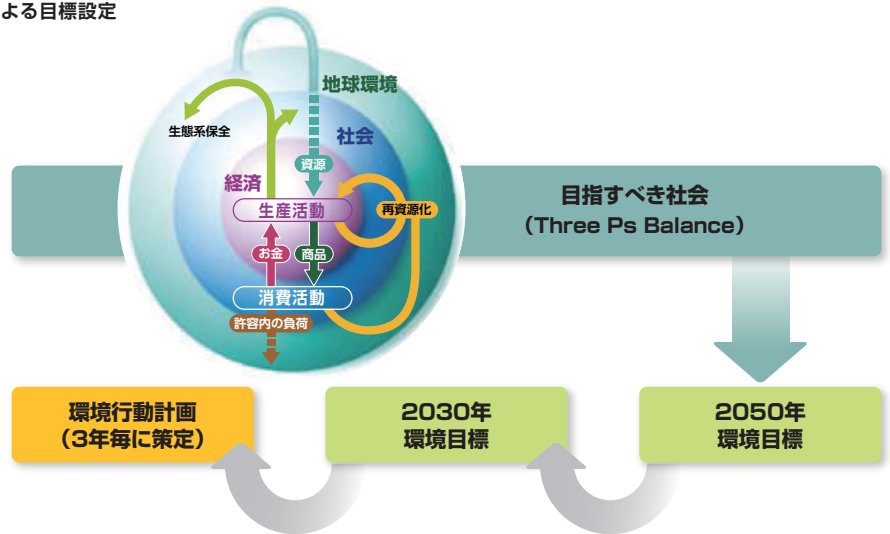 よる目標設定
地球環境
生態系保全
社会
資源
経済
生産活動
再資源化
お金
商品
消費活動
許容内の負荷
目指すべき社会
（Three Ps Balance）
環境行動計画
（3年毎に策定）
2030年
環境目標
2050年
環境目標